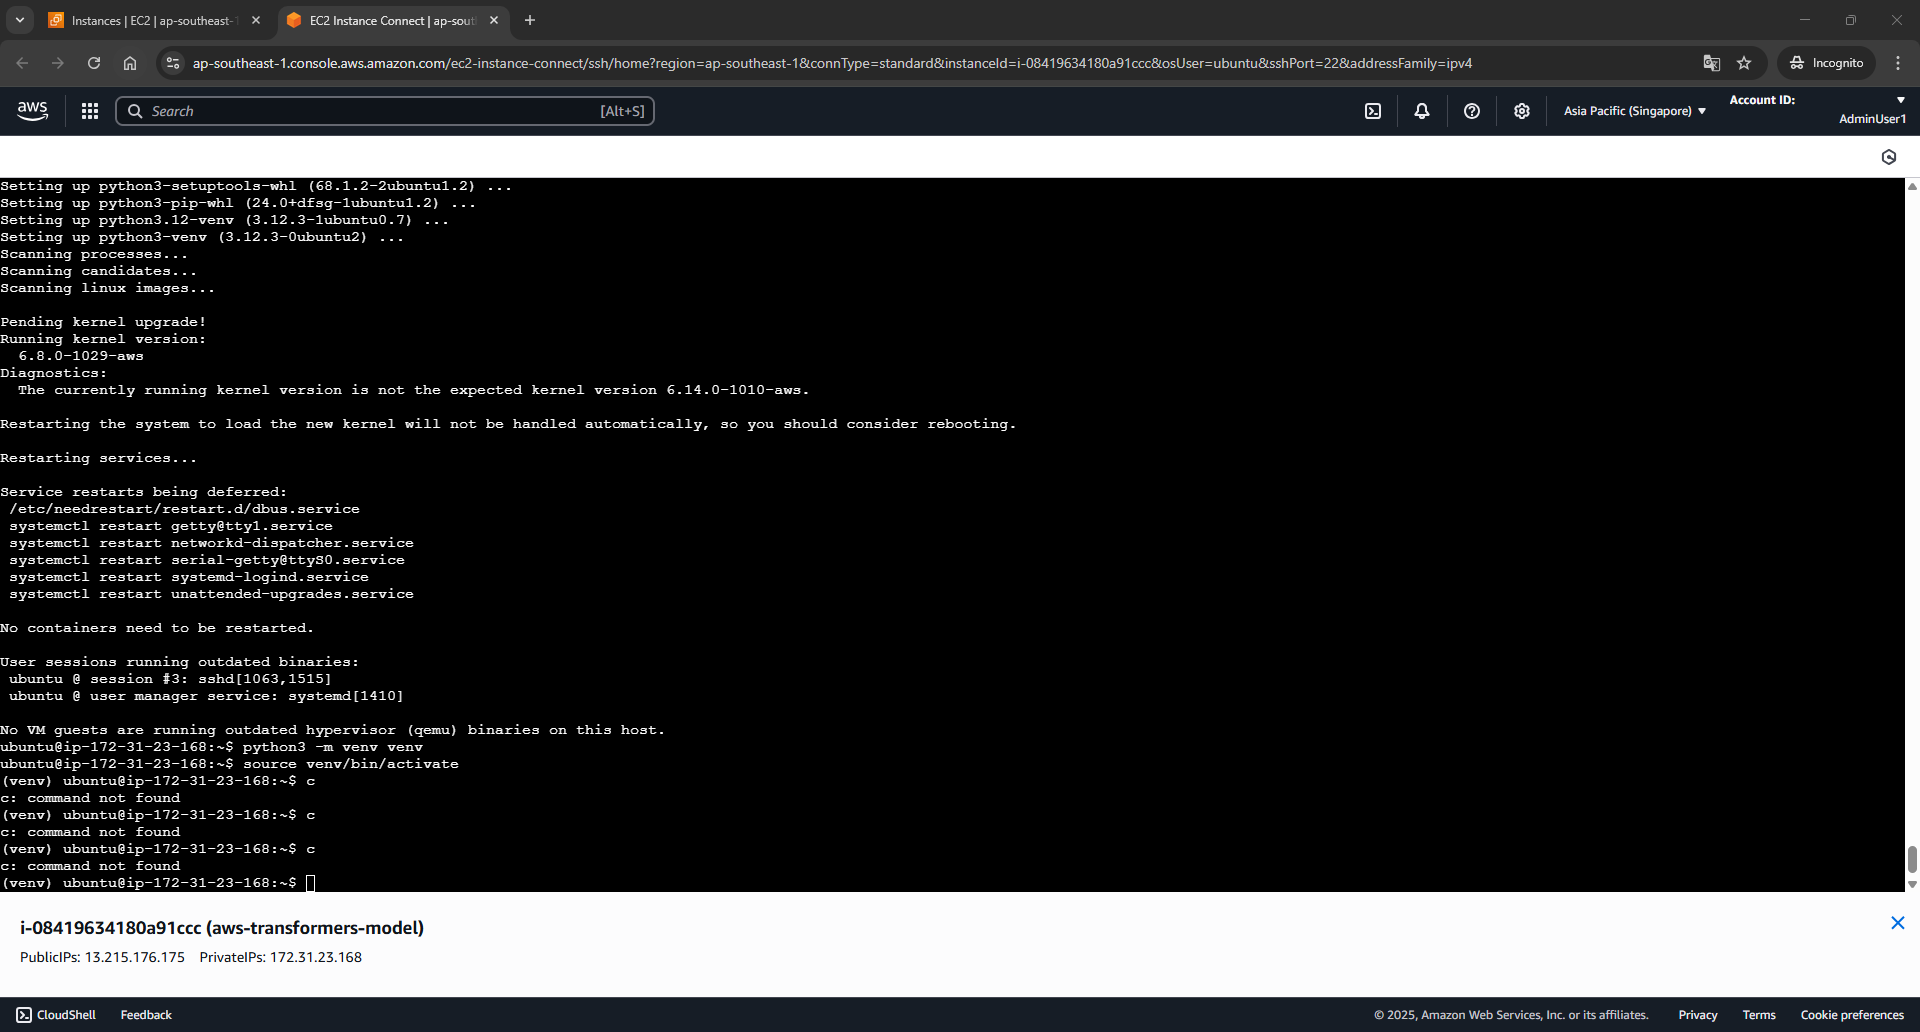 Instances | EC2 | ap-southeast-1
EC2 Instance Connect | ap-sout
ap-southeast-1.console.aws.amazon.com/ec2-instance-connect/ssh/home?region=ap-southeast-1&connType=standard&instanceId=i-08419634180a91ccc&osUser=ubuntu&sshPort=22&addressFamily=ipv4
Incognito
aws
Search
[Alt+S]
Asia Pacific (Singapore)
Account ID:
AdminUser1
Setting up python3-setuptools-whl (68.1.2-2ubuntu1.2) ...
Setting up python3-pip-whl (24.0+dfsg-1ubuntu1.2) ...
Setting up python3.12-venv (3.12.3-1ubuntu0.7) ...
Setting up python3-venv (3.12.3-0ubuntu2) ...
Scanning processes...
Scanning candidates...
Scanning linux images...
Pending kernel upgrade!
Running kernel version:
6.8.0-1029-aws
Diagnostics:
The currently running kernel version is not the expected kernel version 6.14.0-1010-aws.
Restarting the system to load the new kernel will not be handled automatically, so you should consider rebooting.
Restarting services...
Service restarts being deferred:
/etc/needrestart/restart.d/dbus.service
systemctl restart getty@tty1.service
systemctl restart networkd-dispatcher.service
systemctl restart serial-getty@ttyS0.service
systemctl restart systemd-logind.service
systemctl restart unattended-upgrades.service
No containers need to be restarted.
User sessions running outdated binaries:
ubuntu @ session #3: sshd[1063,1515]
ubuntu @ user manager service: systemd[1410]
No VM guests are running outdated hypervisor (qemu) binaries on this host.
ubuntu@ip-172-31-23-168:~$ python3 -m venv venv
ubuntu@ip-172-31-23-168:~$ source venv/bin/activate
(venv) ubuntu@ip-172-31-23-168:~$ c
c: command not found
(venv) ubuntu@ip-172-31-23-168:~$ c
c: command not found
(venv) ubuntu@ip-172-31-23-168:~$ c
c: command not found
(venv) ubuntu@ip-172-31-23-168:~$
i-08419634180a91ccc (aws-transformers-model)
PublicIPs: 13.215.176.175 PrivateIPs: 172.31.23.168
CloudShell
Feedback
© 2025, Amazon Web Services, Inc. or its affiliates.
Privacy
Terms
Cookie preferences